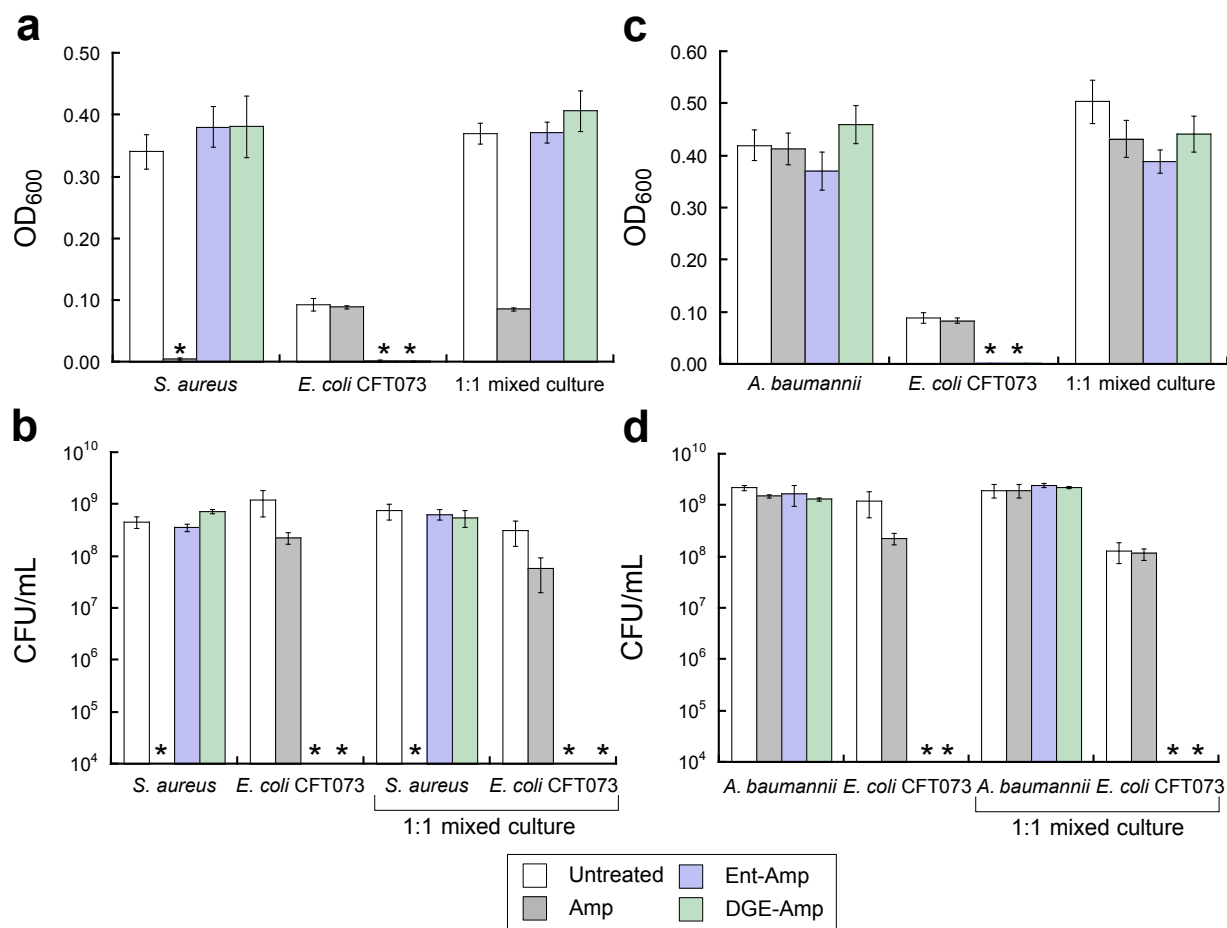 a
0.50
0.40
0.30
0.20
0.10
0.00
OD600
*
* *
S. aureus E. coli CFT073 1:1 mixed culture
c
0.60
0.50
0.40
0.30
0.20
0.10
0.00
OD600
* *
A. baumannii E. coli CFT073 1:1 mixed culture
b
10^10
10^9
10^8
10^7
10^6
10^5
10^4
CFU/mL
* * * * * *
S. aureus E. coli CFT073 S. aureus E. coli CFT073
1:1 mixed culture
d
10^10
10^9
10^8
10^7
10^6
10^5
10^4
CFU/mL
* * * *
A. baumannii E. coli CFT073 A. baumannii E. coli CFT073
1:1 mixed culture
Untreated Ent-Amp
Amp DGE-Amp